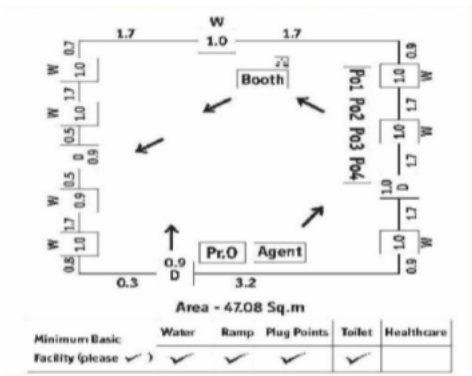 W
1.7 1.0 1.7
0.7 W 1.0 1.7 W 1.0 0.5 D 0.9 0.5 W 0.9 1.7 W 1.0 0.8
Booth
Po1 Po2 Po3 Po4
0.9 1.0 W 1.7 1.0 W 1.7 1.0 D 1.7 1.0 W 0.9
Pr.O Agent
0.9
0.3 D 3.2
Area - 47.08 Sq.m
Minimum Basic
Facility (please ✓ )
Water Ramp Plug Points Toilet Healthcare
✓ ✓ ✓ ✓